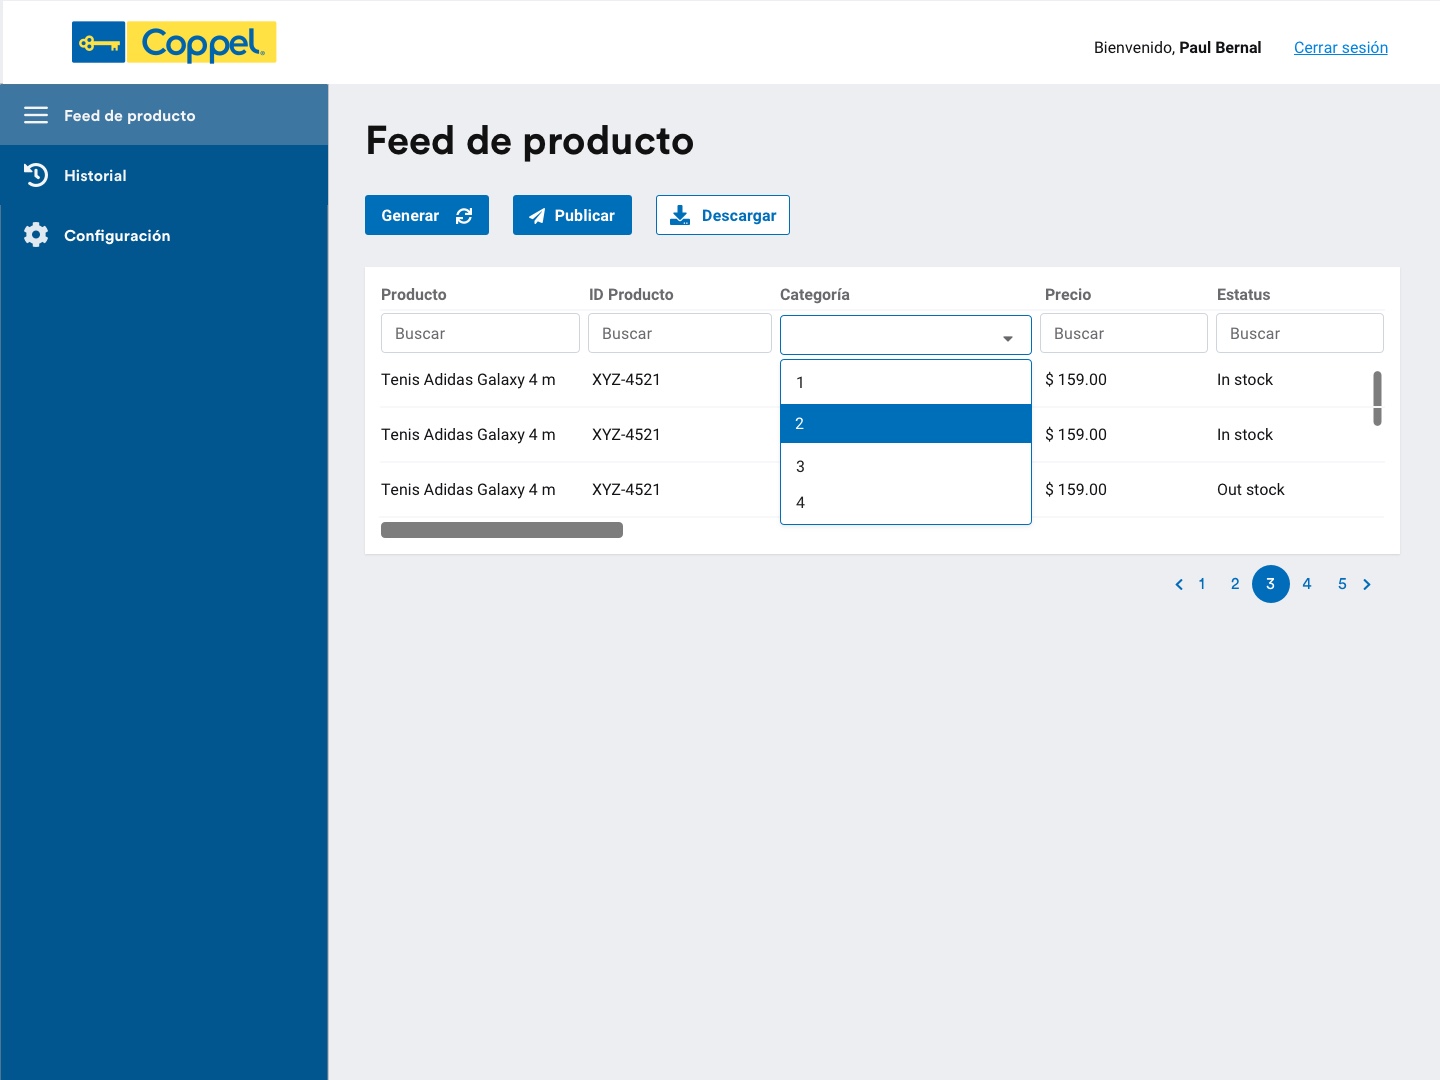 Coppel.
Bienvenido, Paul Bernal Cerrar sesión
Feed de producto
Historial
Configuración
Feed de producto
Generar Publicar Descargar
Producto ID Producto Categoría Precio Estatus
Buscar Buscar Buscar Buscar
Tenis Adidas Galaxy 4 m XYZ-4521 1 $ 159.00 In stock
2
Tenis Adidas Galaxy 4 m XYZ-4521 $ 159.00 In stock
3
Tenis Adidas Galaxy 4 m XYZ-4521 $ 159.00 Out stock
4
1 2 3 4 5